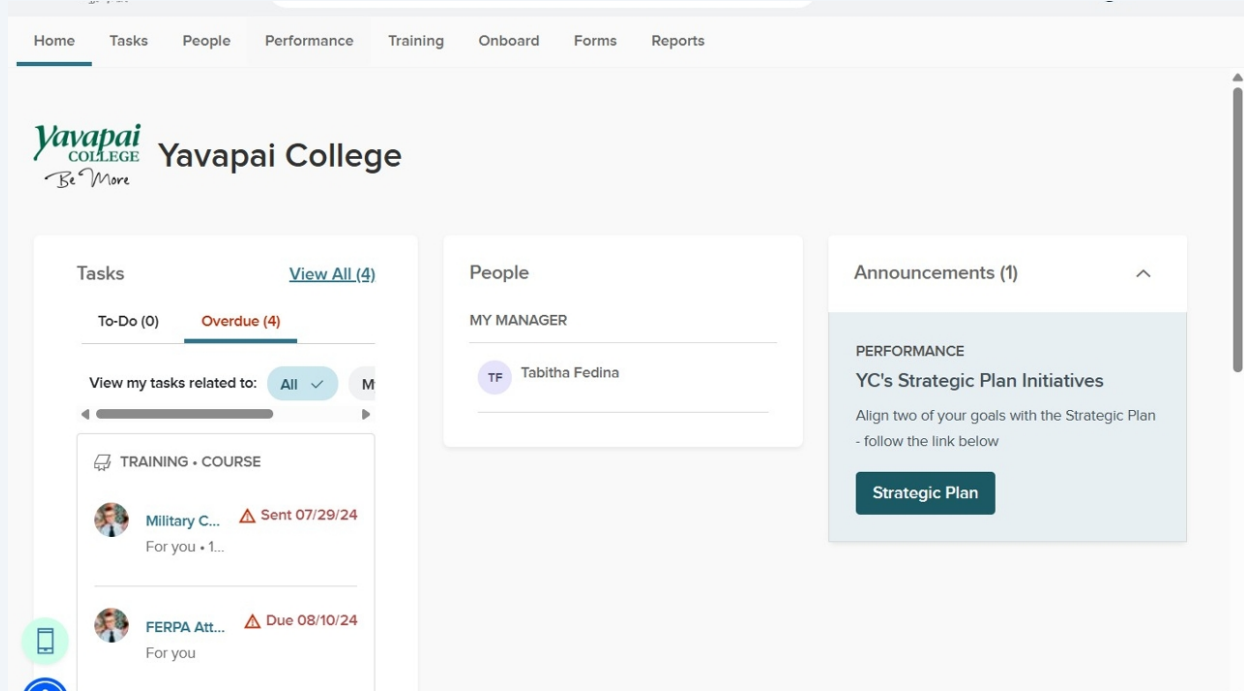 Home Tasks People Performance Training Onboard Forms Reports
Yavapai
COLLEGE
Be More
Yavapai College
Tasks
View All (4)
To-Do (0)
Overdue (4)
View my tasks related to:
All
M
TRAINING • COURSE
Military C...
Sent 07/29/24
For you • 1...
FERPA Att...
Due 08/10/24
For you
People
MY MANAGER
TF
Tabitha Fedina
Announcements (1)
PERFORMANCE
YC's Strategic Plan Initiatives
Align two of your goals with the Strategic Plan
- follow the link below
Strategic Plan